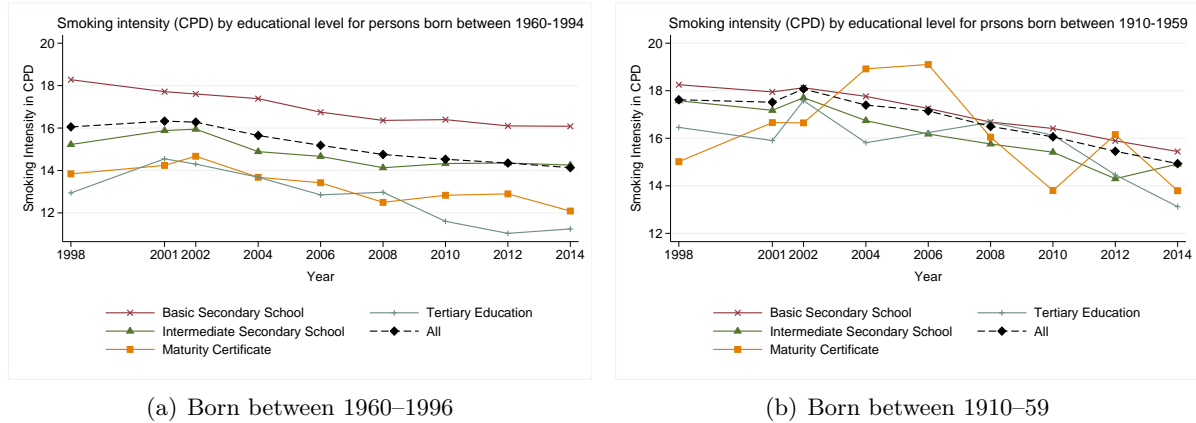 Smoking intensity (CPD) by educational level for persons born between 1960-1994
20
18
16
14
12
Smoking Intensity in CPD
1998 2001 2002 2004 2006 2008 2010 2012 2014
Year
Basic Secondary School Tertiary Education
Intermediate Secondary School All
Maturity Certificate
(a) Born between 1960–1996
Smoking intensity (CPD) by educational level for prsons born between 1910-1959
20
18
16
14
12
Smoking Intensity in CPD
1998 2001 2002 2004 2006 2008 2010 2012 2014
Year
Basic Secondary School Tertiary Education
Intermediate Secondary School All
Maturity Certificate
(b) Born between 1910–59